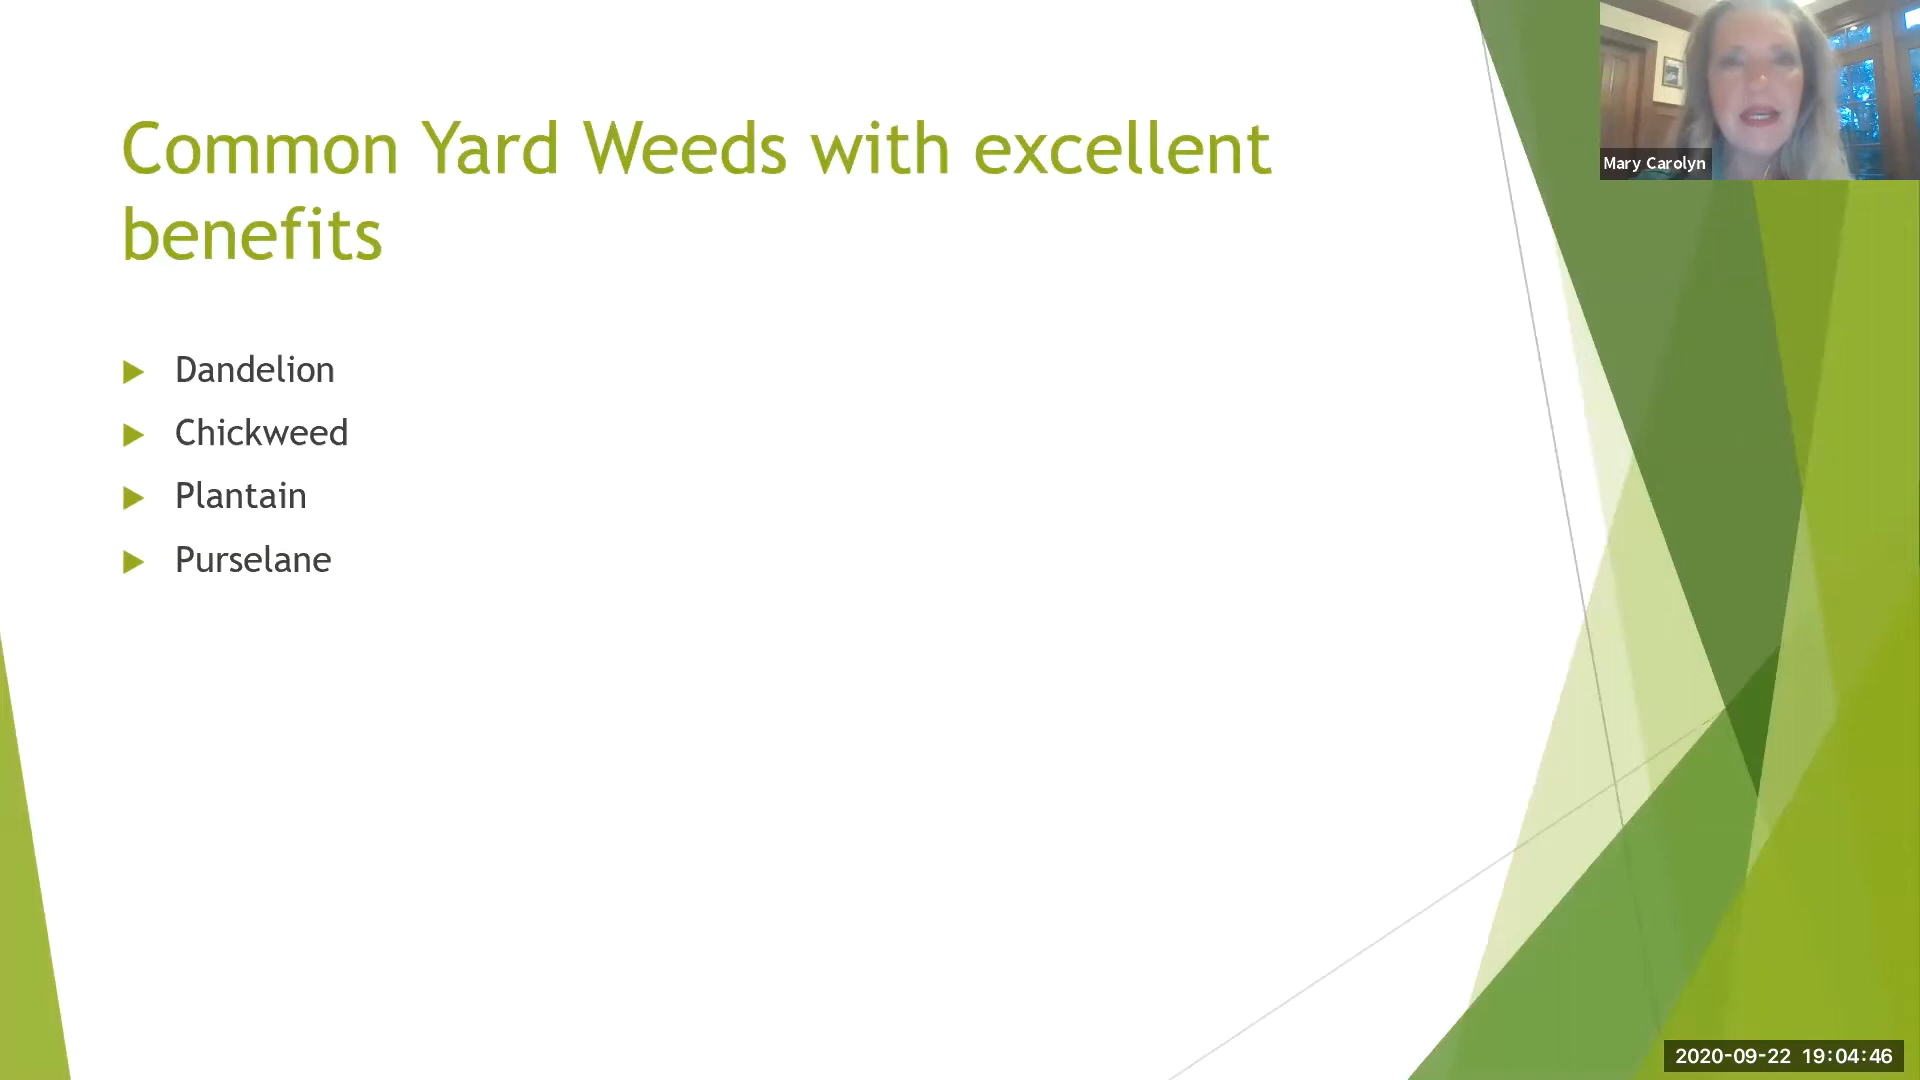 Common Yard Weeds with excellent
benefits
Dandelion
Chickweed
Plantain
Purselane
Mary Carolyn
2020-09-22 19:04:46